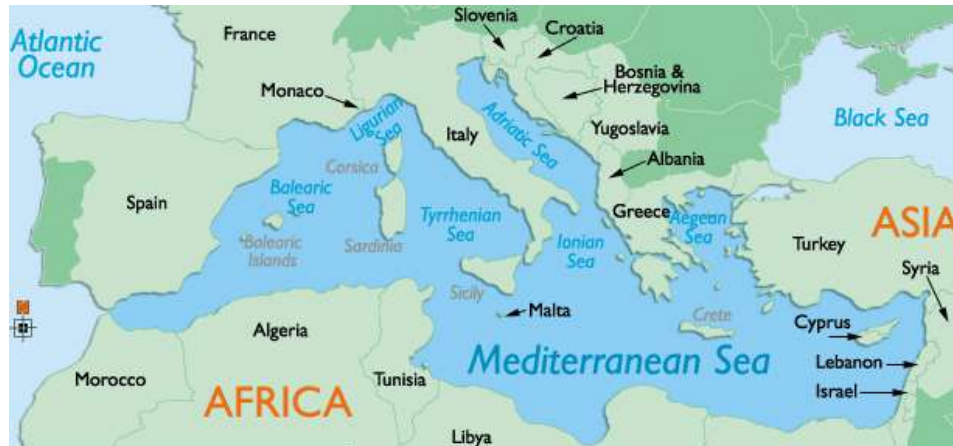 Slovenia
Croatia
France
Atlantic
Ocean
Bosnia &
Herzegovina
Monaco
Ligurian
Sea
Adriatic Sea
Black Sea
Italy
Yugoslavia
Corsica
Albania
Balearic
Sea
Spain
Tyrrhenian
Sea
Greece
Aegean
Sea
ASIA
Turkey
Balearic
Islands
Sardinia
Ionian
Sea
Syria
Sicily
N
Malta
Crete
Cyprus
Algeria
Mediterranean Sea
Lebanon
Morocco
Tunisia
Israel
AFRICA
Libya